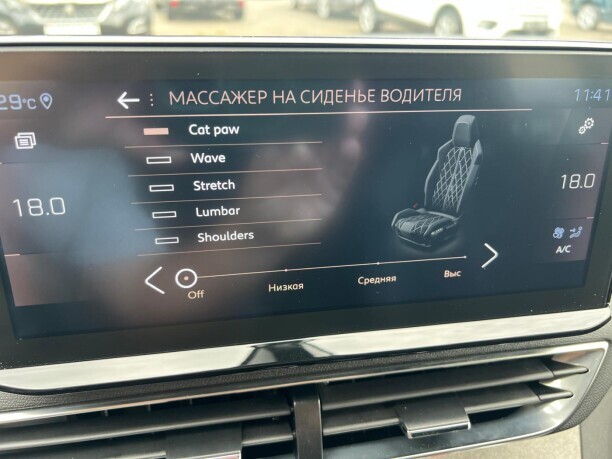 29°C
МАССАЖЕР НА СИДЕНЬЕ ВОДИТЕЛЯ
11:41
Cat paw
Wave
Stretch
Lumbar
Shoulders
18.0
18.0
A/C
Off
Низкая
Средняя
Выс